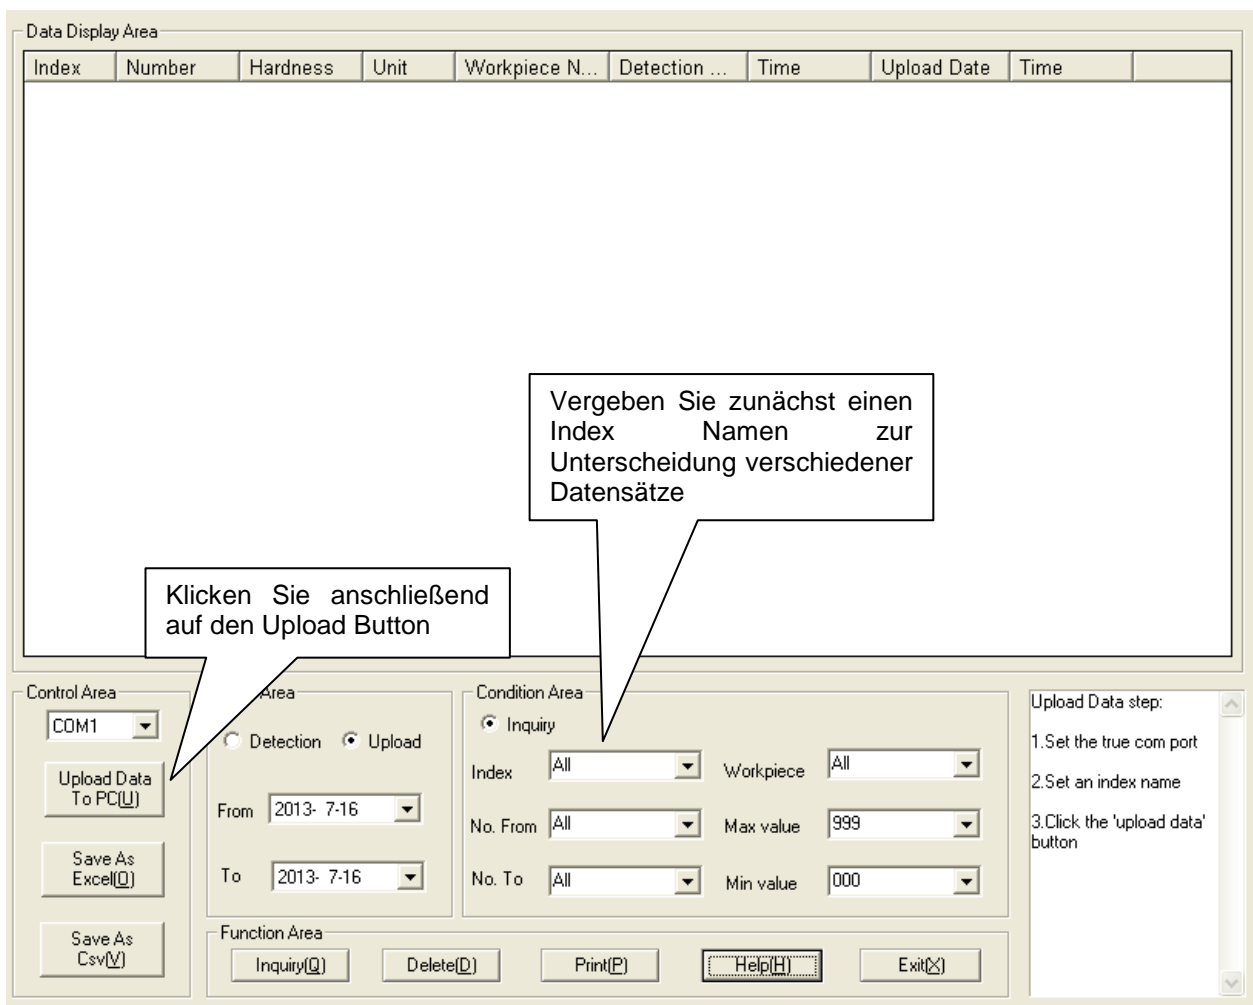 Data Display Area
Index Number Hardness Unit Workpiece N... Detection ... Time Upload Date Time
Vergeben Sie zunächst einen
Index Namen zur
Unterscheidung verschiedener
Datensätze
Klicken Sie anschließend
auf den Upload Button
Control Area
COM1
Upload Data
To PC(U)
Save As
Excel(O)
Save As
Csv(V)
Area
Detection Upload
From 2013- 7-16
To 2013- 7-16
Condition Area
Inquiry
Index All Workpiece All
No. From All Max value 999
No. To All Min value 000
Function Area
Inquiry(Q) Delete(D) Print(P) Help(H) Exit(X)
Upload Data step:
1.Set the true com port
2.Set an index name
3.Click the 'upload data'
button